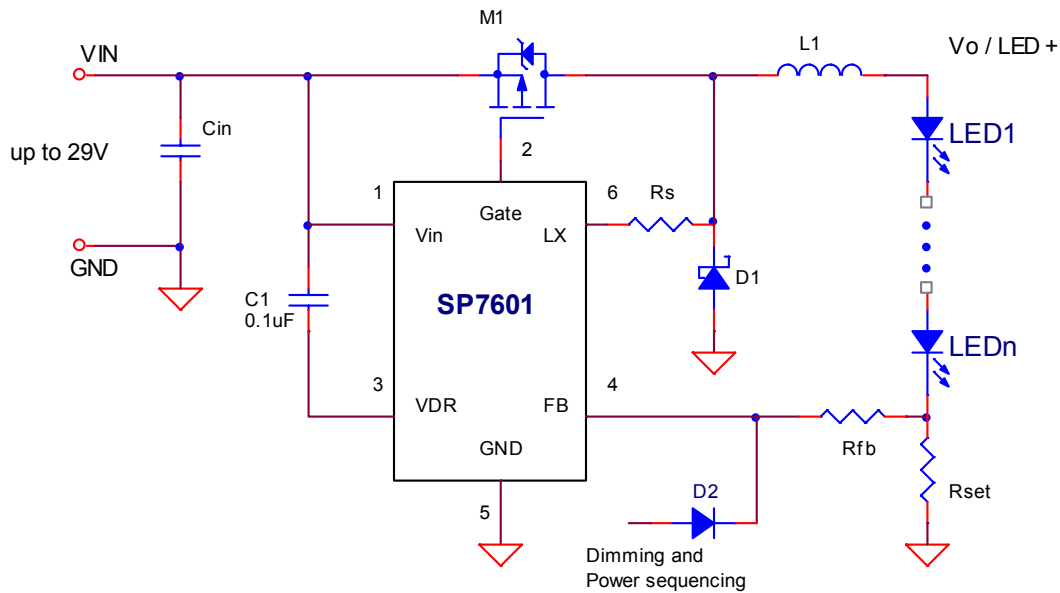 M1
VIN
L1
Vo / LED +
Cin
up to 29V
LED1
2
1
6
Rs
Gate
Vin
LX
GND
D1
C1
0.1uF
SP7601
LEDn
3
4
VDR
FB
GND
Rfb
D2
Rset
5
Dimming and
Power sequencing